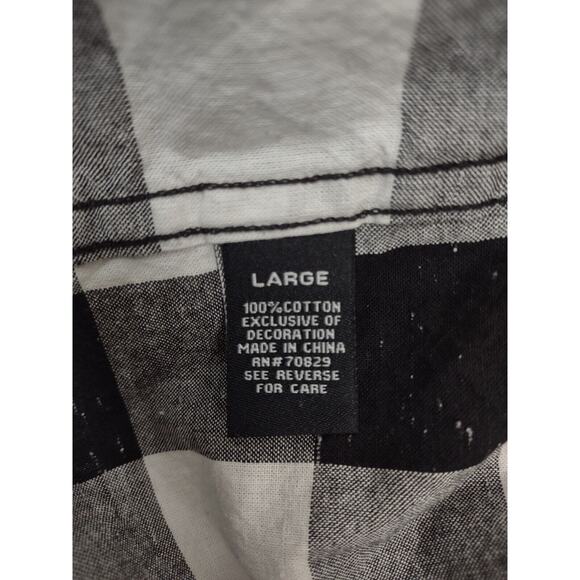 LARGE
100%COTTON
EXCLUSIVE OF
DECORATION
MADE IN CHINA
RN#70829
SEE REVERSE
FOR CARE